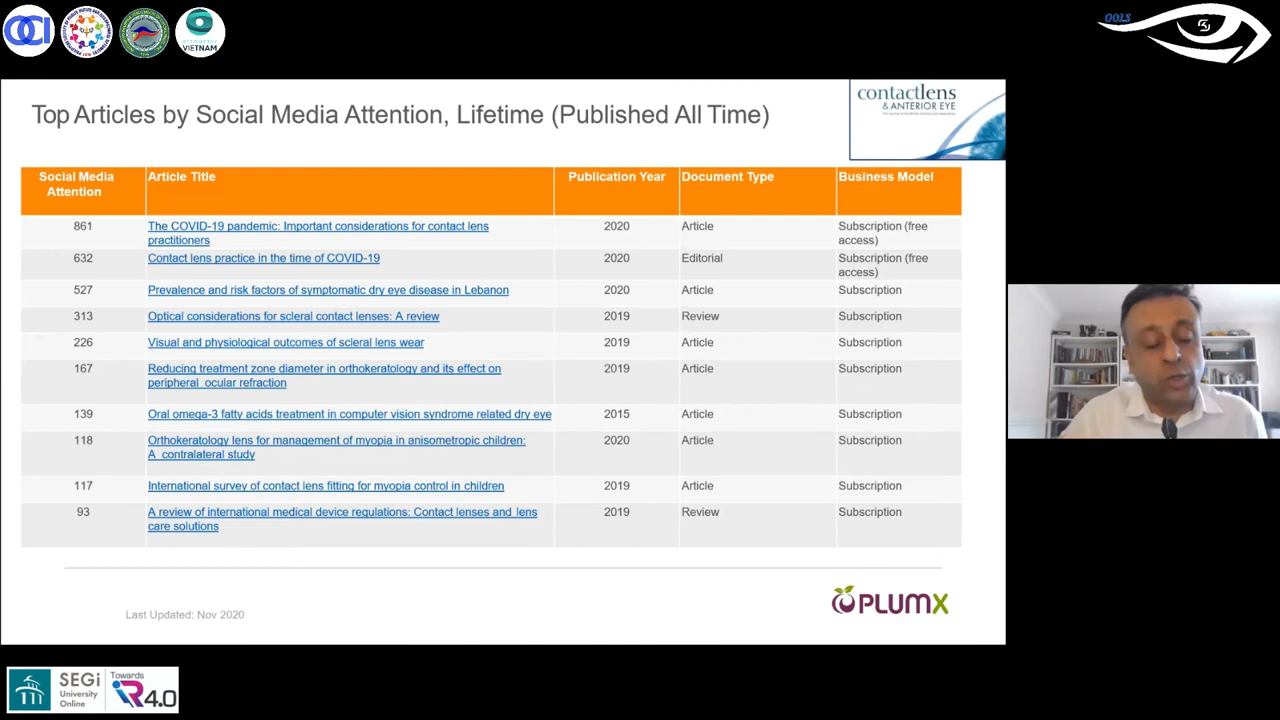 OCI
OPTOMETRY
VIETNAM
OOLS
Top Articles by Social Media Attention, Lifetime (Published All Time)
contactlens
& ANTERIOR EYE
Social Media
Attention
Article Title
Publication Year
Document Type
Business Model
861
The COVID-19 pandemic: Important considerations for contact lens
practitioners
2020
Article
Subscription (free
access)
632
Contact lens practice in the time of COVID-19
2020
Editorial
Subscription (free
access)
527
Prevalence and risk factors of symptomatic dry eye disease in Lebanon
2020
Article
Subscription
313
Optical considerations for scleral contact lenses: A review
2019
Review
Subscription
226
Visual and physiological outcomes of scleral lens wear
2019
Article
Subscription
167
Reducing treatment zone diameter in orthokeratology and its effect on
peripheral ocular refraction
2019
Article
Subscription
139
Oral omega-3 fatty acids treatment in computer vision syndrome related dry eye
2015
Article
Subscription
118
Orthokeratology lens for management of myopia in anisometropic children:
A contralateral study
2020
Article
Subscription
117
International survey of contact lens fitting for myopia control in children
2019
Article
Subscription
93
A review of international medical device regulations: Contact lenses and lens
care solutions
2019
Review
Subscription
Last Updated: Nov 2020
PLUMX
SEGi
University
Online
Towards
iR4.0